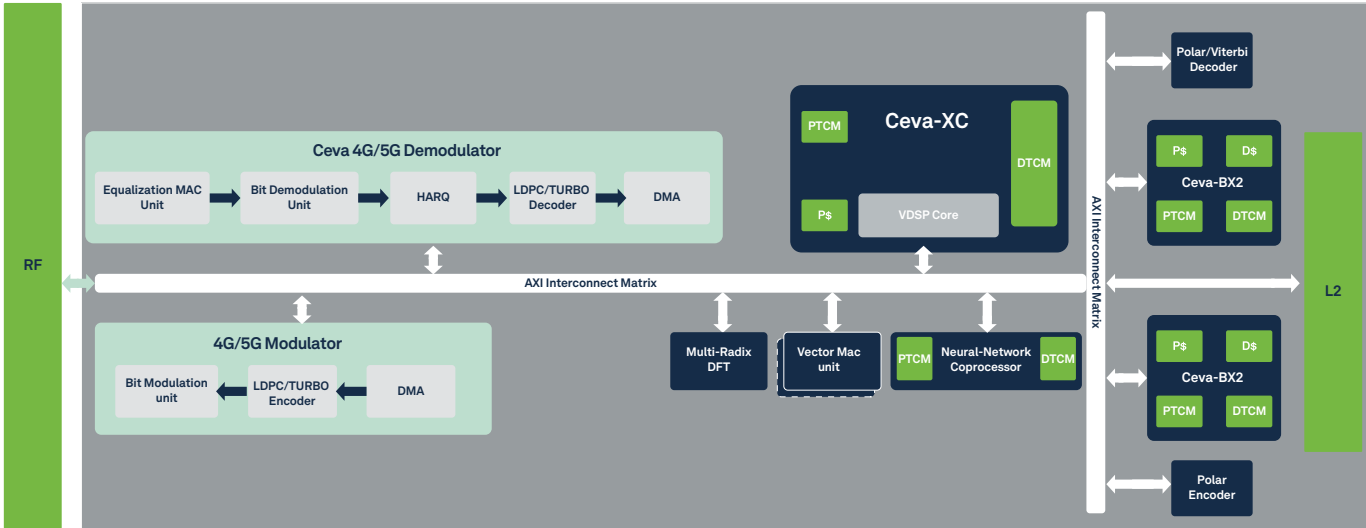 RF
Ceva 4G/5G Demodulator
Equalization MAC
Unit
Bit Demodulation
Unit
HARQ
LDPC/TURBO
Decoder
DMA
AXI Interconnect Matrix
4G/5G Modulator
Bit Modulation
unit
LDPC/TURBO
Encoder
DMA
PTCM
Ceva-XC
DTCM
P$
VDSP Core
Multi-Radix
DFT
Vector Mac
unit
PTCM
Neural-Network
Coprocessor
DTCM
AXI Interconnect Matrix
Polar/Viterbi
Decoder
P$
D$
Ceva-BX2
PTCM
DTCM
L2
P$
D$
Ceva-BX2
PTCM
DTCM
Polar
Encoder